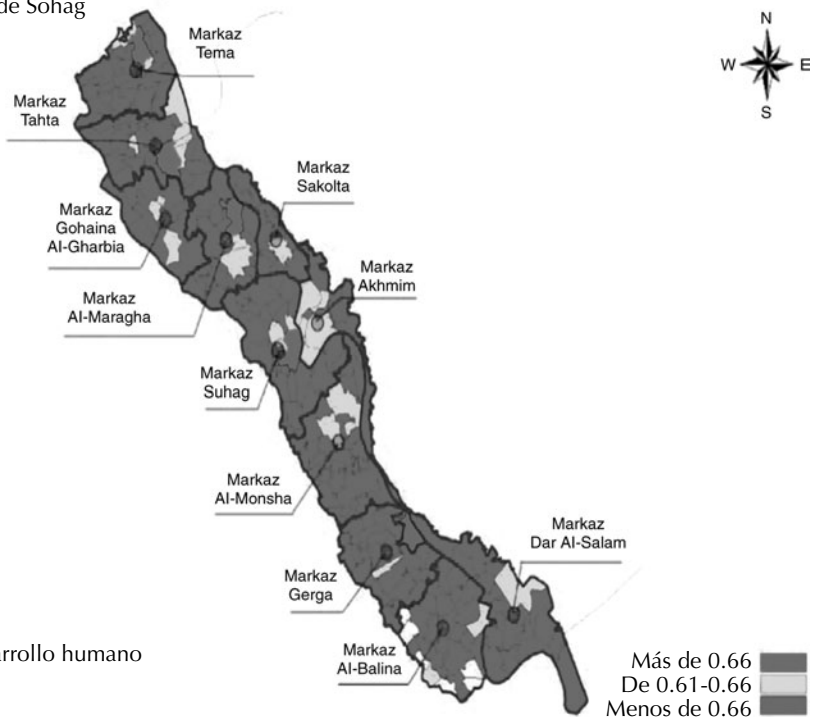 de Sohag
N
W
E
S
Markaz
Tema
Markaz
Tahta
Markaz
Sakolta
Markaz
Gohaina
Al-Gharbia
Markaz
Akhmim
Markaz
Al-Maragha
Markaz
Suhag
Markaz
Al-Monsha
Markaz
Dar Al-Salam
Markaz
Gerga
Markaz
Al-Balina
arrollo humano
Más de 0.66
De 0.61-0.66
Menos de 0.66